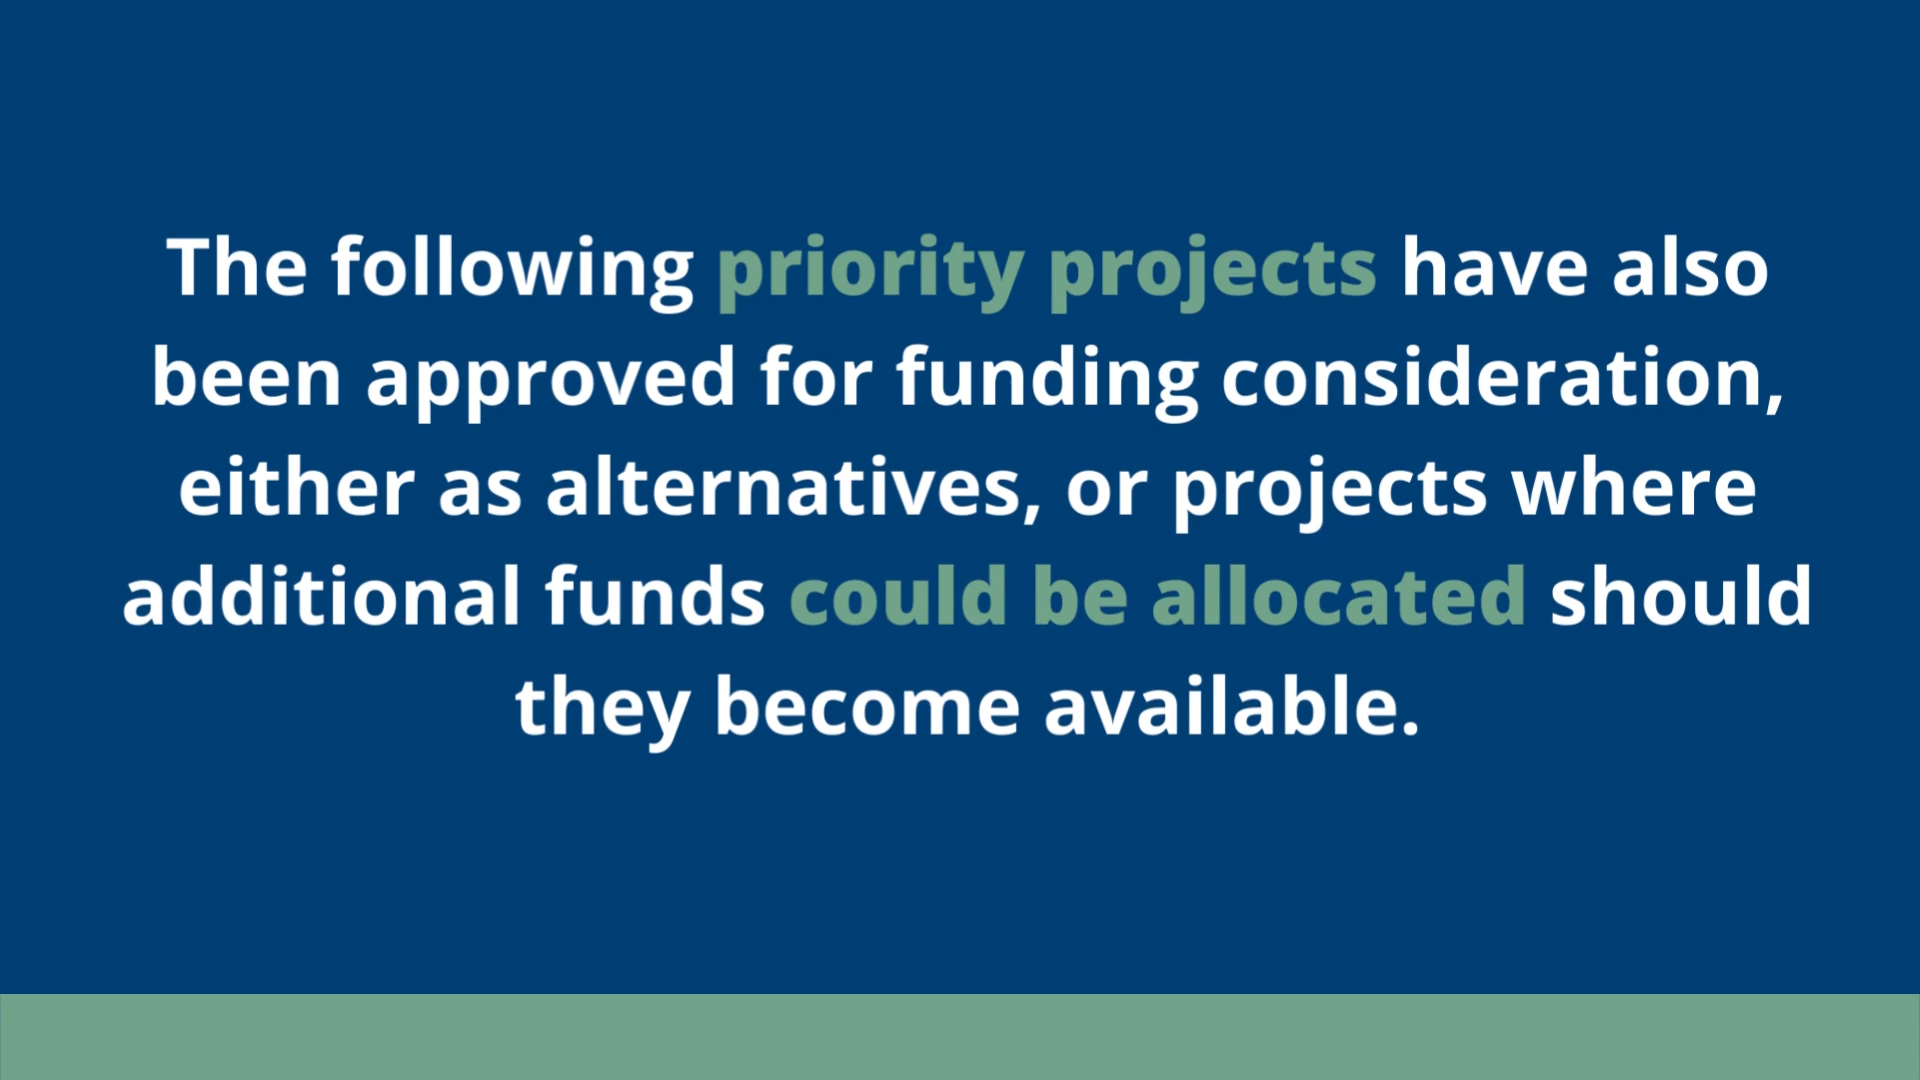 The following priority projects have also
been approved for funding consideration,
either as alternatives, or projects where
additional funds could be allocated should
they become available.